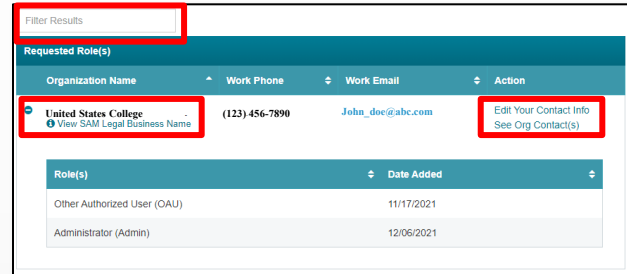 Filter Results
Requested Role(s)
Organization Name Work Phone Work Email Action
United States College (123) 456-7890 John_doe@abc.com Edit Your Contact Info
View SAM Legal Business Name See Org Contact(s)
Role(s) Date Added
Other Authorized User (OAU) 11/17/2021
Administrator (Admin) 12/06/2021